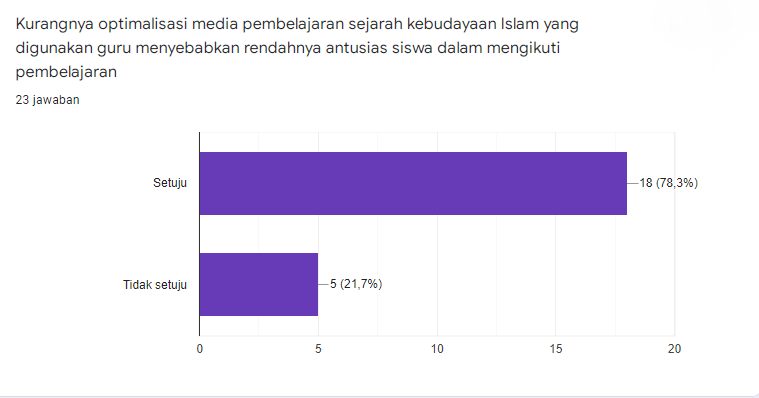 Kurangnya optimalisasi media pembelajaran sejarah kebudayaan Islam yang
digunakan guru menyebabkan rendahnya antusias siswa dalam mengikuti
pembelajaran
23 jawaban
Setuju
18 (78,3%)
Tidak setuju
5 (21,7%)
0
5
10
15
20